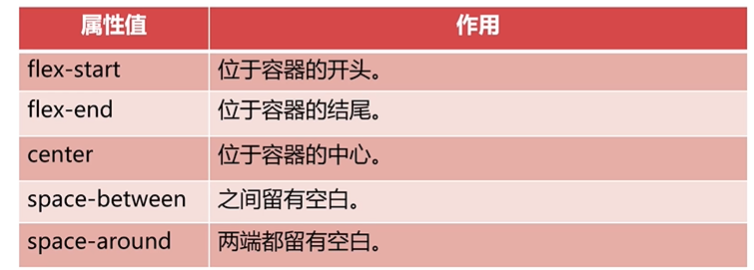 属性值 作用
flex-start 位于容器的开头。
flex-end 位于容器的结尾。
center 位于容器的中心。
space-between 之间留有空白。
space-around 两端都留有空白。